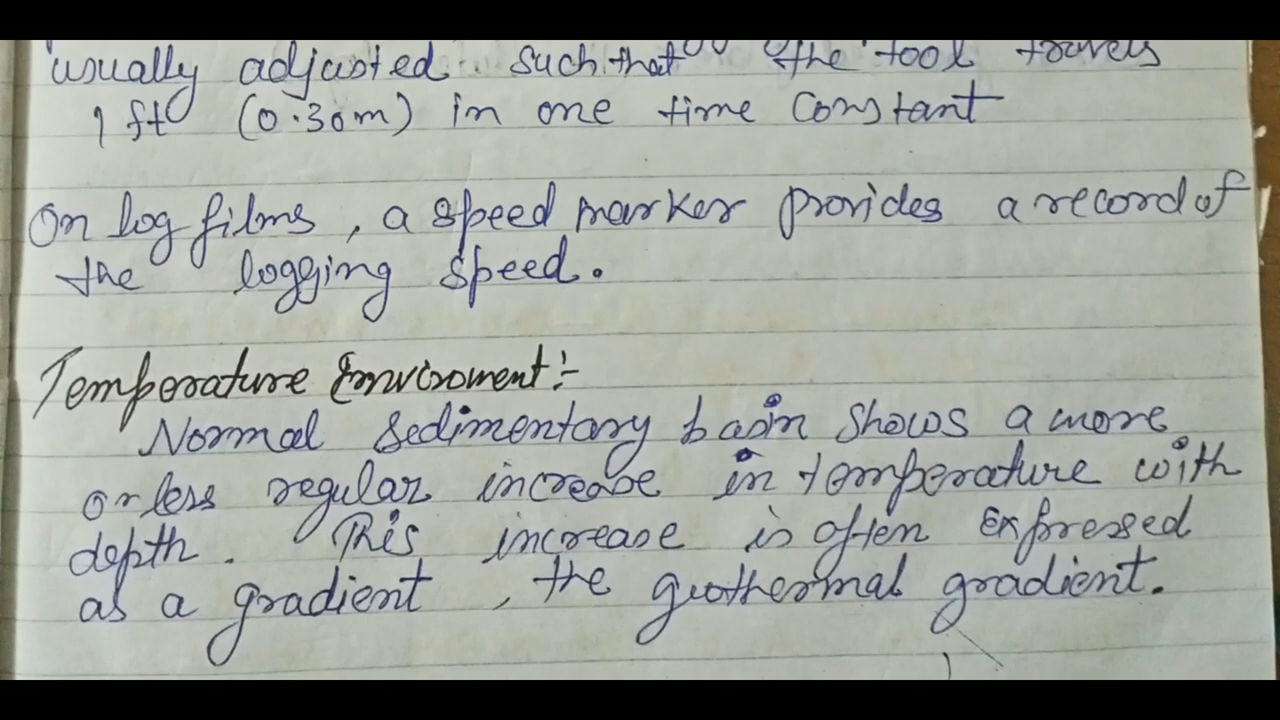 usually adjusted such that the tool travels
1 ft (0.30m) in one time constant
On log films, a speed marker provides a record of
the logging speed.
Temperature Enviroment :-
Normal sedimentary basin shows a more
or less regular increase in temperature with
depth. This increase is often expressed
as a gradient, the geothermal gradient.